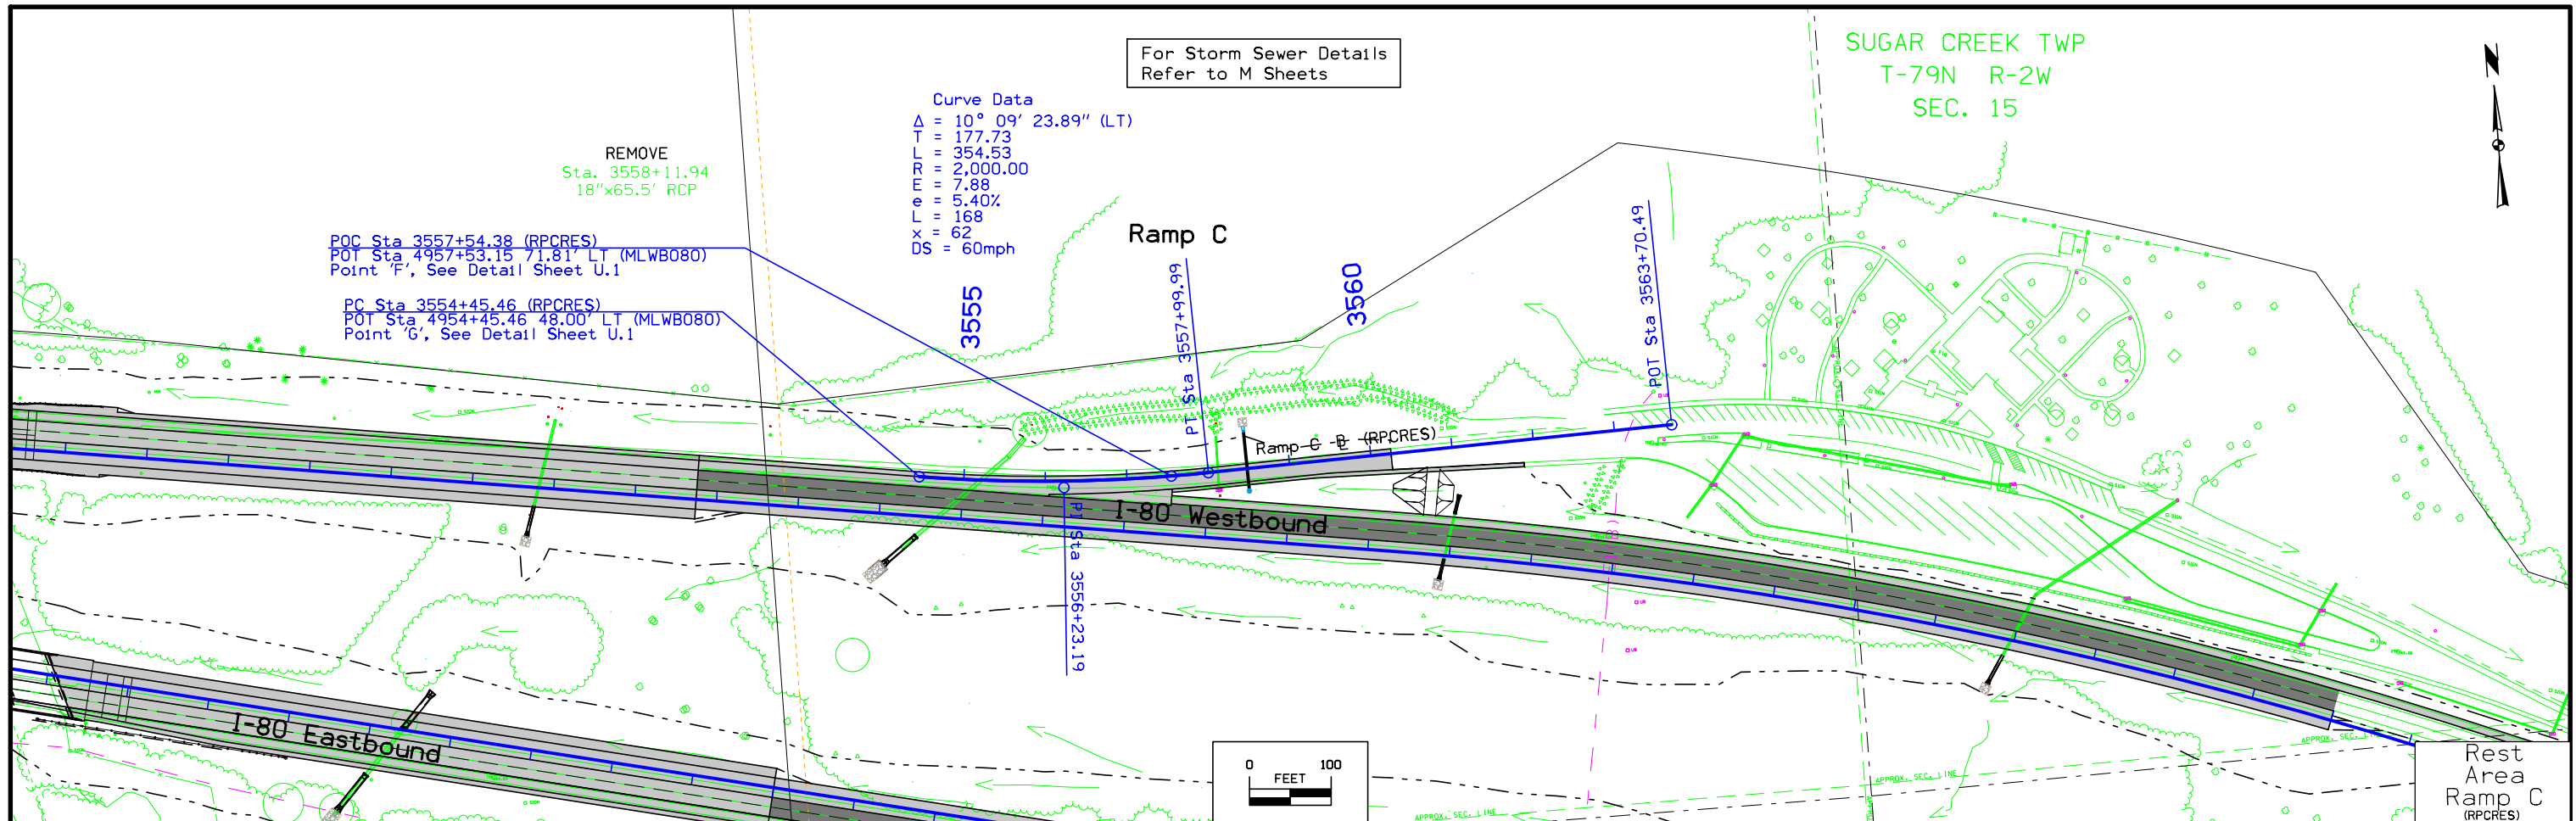 For Storm Sewer Details
Refer to M Sheets
SUGAR CREEK TWP
T-79N R-2W
SEC. 15
N
Curve Data
Δ = 10° 09' 23.89" (LT)
T = 177.73
L = 354.53
R = 2,000.00
E = 7.88
e = 5.40%
L = 168
x = 62
DS = 60mph
REMOVE
Sta. 3558+11.94
18"x65.5' RCP
POC Sta 3557+54.38 (RPCRES)
POT Sta 4957+53.15 71.81' LT (MLWB080)
Point 'F', See Detail Sheet U.1
PC Sta 3554+45.46 (RPCRES)
POT Sta 4954+45.46 48.00' LT (MLWB080)
Point 'G', See Detail Sheet U.1
Ramp C
3555
3560
PT Sta 3557+99.99
POT Sta 3563+70.49
PI Sta 3556+23.19
Ramp C B (RPCRES)
I-80 Westbound
I-80 Eastbound
0 100
FEET
APPROX. SEC. LINE
APPROX. SEC. LINE
Rest
Area
Ramp C
(RPCRES)